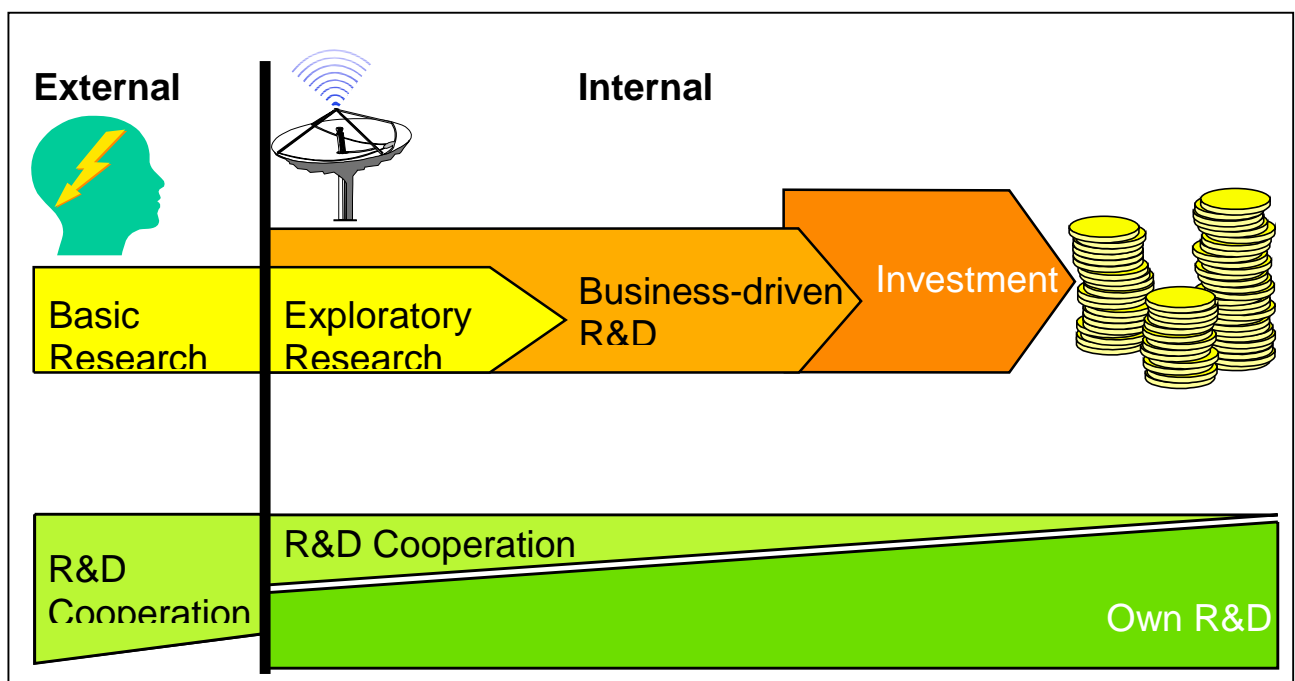 External
Internal
Basic
Research
Exploratory
Research
Business-driven
R&D
Investment
R&D
Cooperation
R&D Cooperation
Own R&D